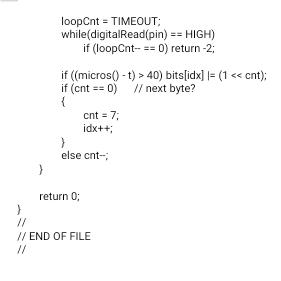 loopCnt = TIMEOUT;
while(digitalRead(pin) == HIGH)
if (loopCnt-- == 0) return -2;
if ((micros() - t) > 40) bits[idx] |= (1 << cnt);
if (cnt == 0) // next byte?
{
cnt = 7;
idx++;
}
else cnt--;
}
return 0;
}
//
// END OF FILE
//